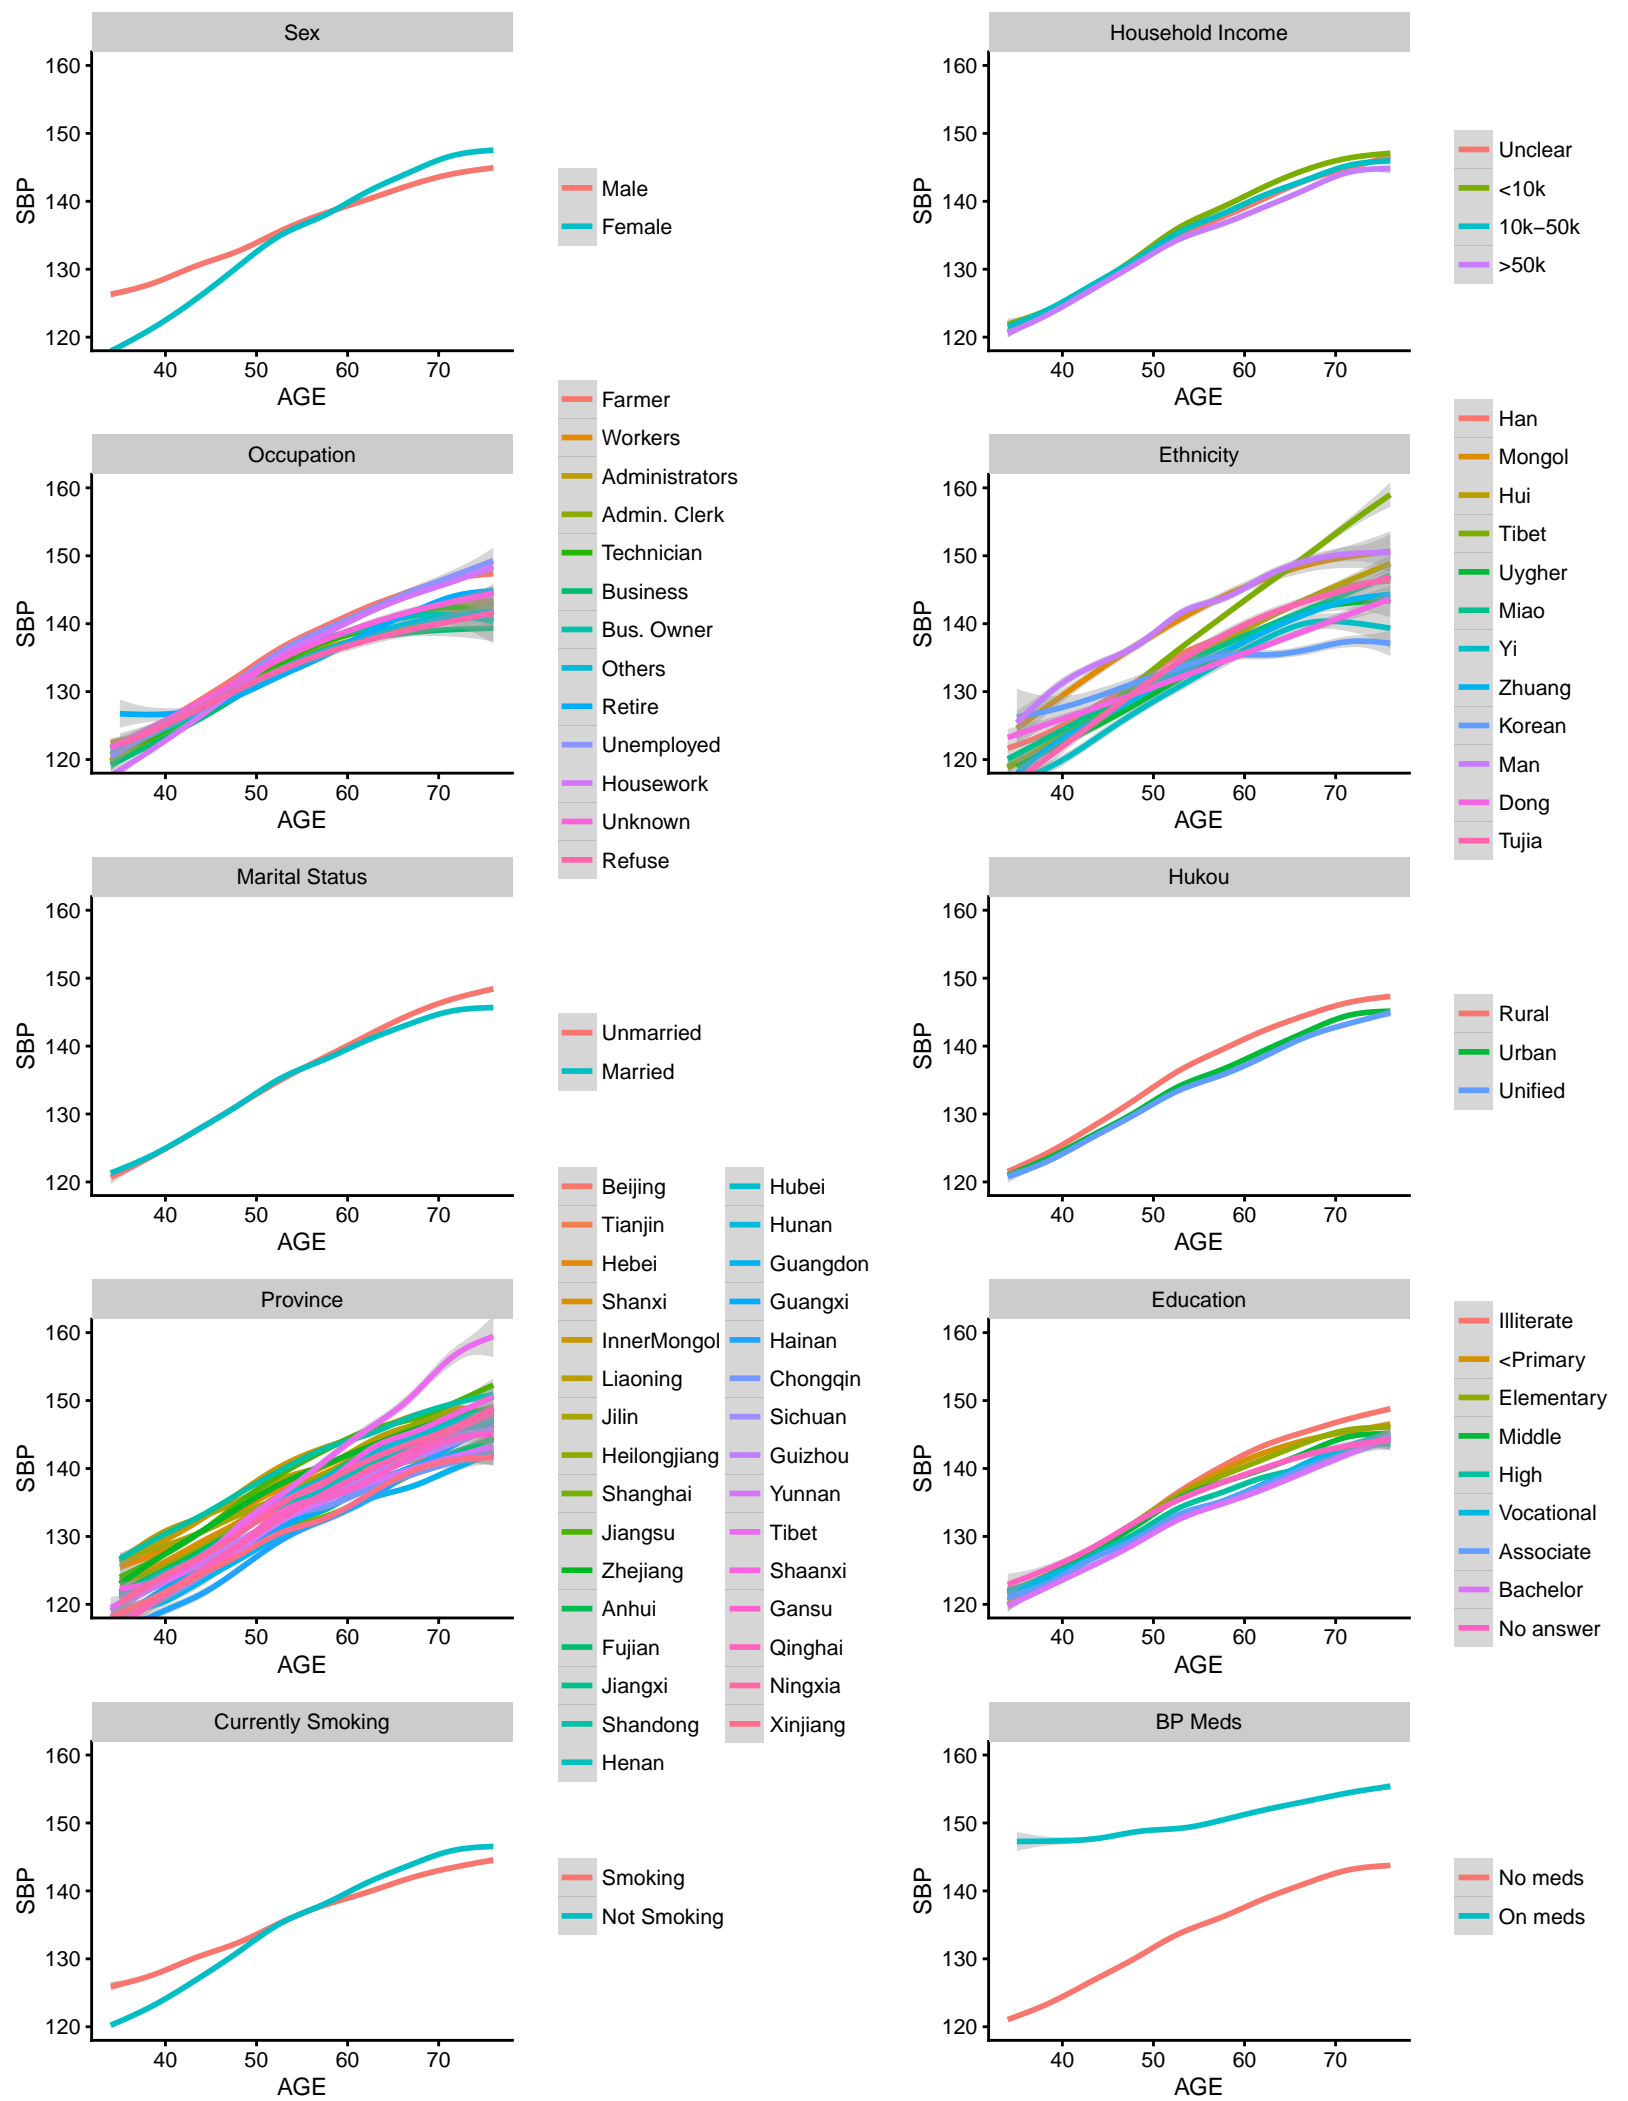 Sex
160
150
140
130
120
SBP
40 50 60 70
AGE
Male
Female
Household Income
160
150
140
130
120
SBP
40 50 60 70
AGE
Unclear
<10k
10k–50k
>50k
Occupation
160
150
140
130
120
SBP
40 50 60 70
AGE
Farmer
Workers
Administrators
Admin. Clerk
Technician
Business
Bus. Owner
Others
Retire
Unemployed
Housework
Unknown
Refuse
Ethnicity
160
150
140
130
120
SBP
40 50 60 70
AGE
Han
Mongol
Hui
Tibet
Uygher
Miao
Yi
Zhuang
Korean
Man
Dong
Tujia
Marital Status
160
150
140
130
120
SBP
40 50 60 70
AGE
Unmarried
Married
Hukou
160
150
140
130
120
SBP
40 50 60 70
AGE
Rural
Urban
Unified
Province
160
150
140
130
120
SBP
40 50 60 70
AGE
Beijing
Tianjin
Hebei
Shanxi
InnerMongol
Liaoning
Jilin
Heilongjiang
Shanghai
Jiangsu
Zhejiang
Anhui
Fujian
Jiangxi
Shandong
Henan
Hubei
Hunan
Guangdon
Guangxi
Hainan
Chongqin
Sichuan
Guizhou
Yunnan
Tibet
Shaanxi
Gansu
Qinghai
Ningxia
Xinjiang
Education
160
150
140
130
120
SBP
40 50 60 70
AGE
Illiterate
<Primary
Elementary
Middle
High
Vocational
Associate
Bachelor
No answer
Currently Smoking
160
150
140
130
120
SBP
40 50 60 70
AGE
Smoking
Not Smoking
BP Meds
160
150
140
130
120
SBP
40 50 60 70
AGE
No meds
On meds